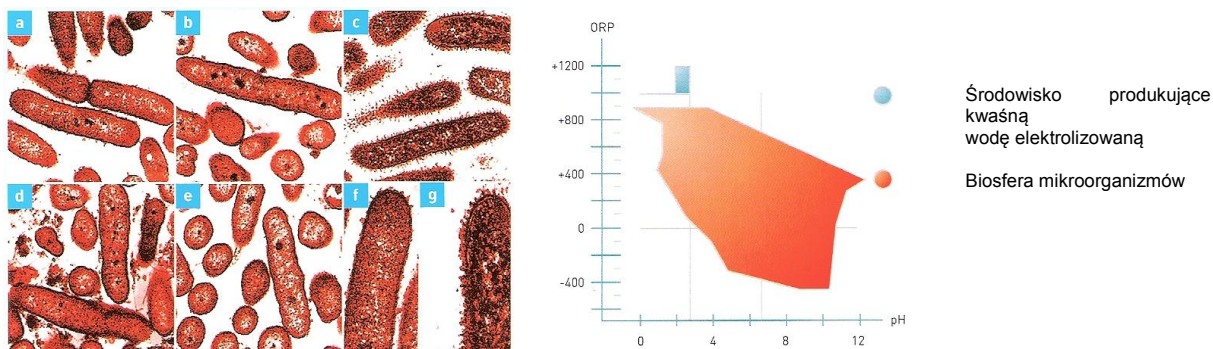 a
b
c
d
e
f
g
ORP
+1200
+800
+400
0
-400
0
4
8
12
pH
Środowisko produkujące
kwaśną
wodę elektrolizowaną
Biosfera mikroorganizmów